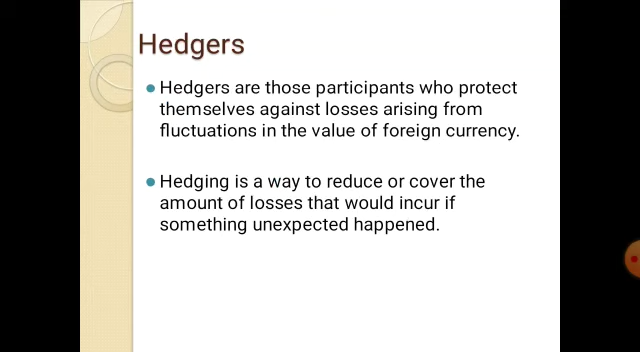 Hedgers
Hedgers are those participants who protect
themselves against losses arising from
fluctuations in the value of foreign currency.
Hedging is a way to reduce or cover the
amount of losses that would incur if
something unexpected happened.